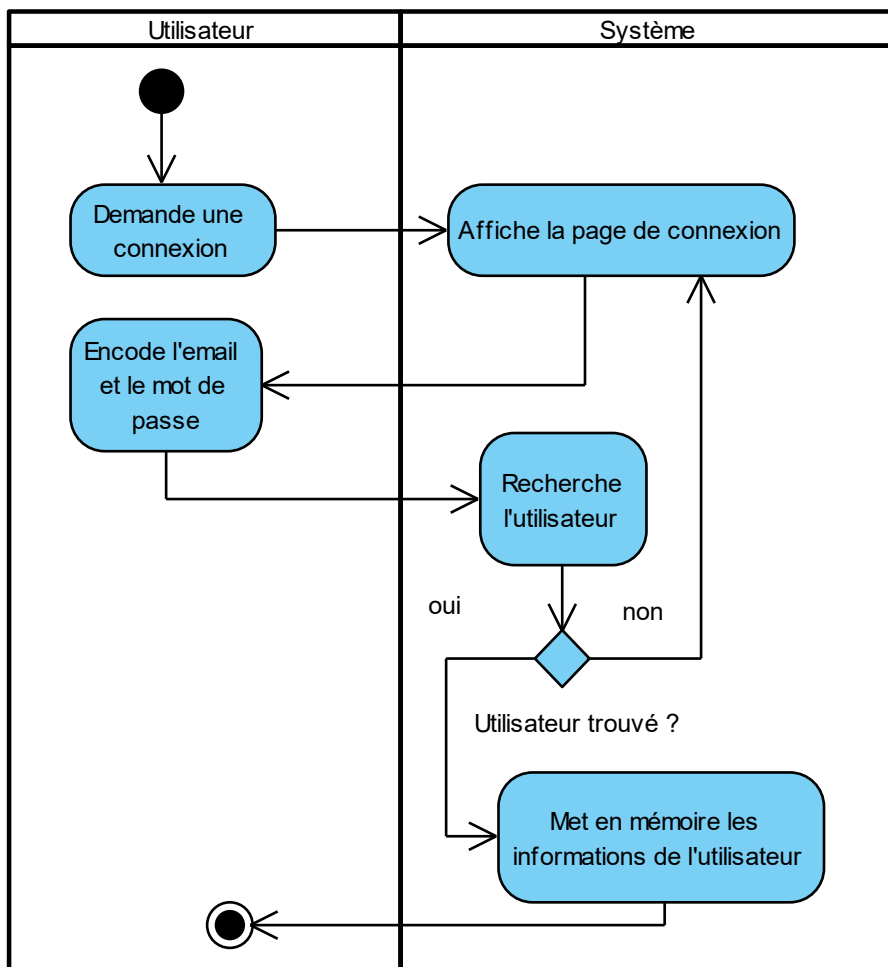 Utilisateur
Système
Demande une
connexion
Affiche la page de connexion
Encode l'email
et le mot de
passe
Recherche
l'utilisateur
oui
non
Utilisateur trouvé ?
Met en mémoire les
informations de l'utilisateur